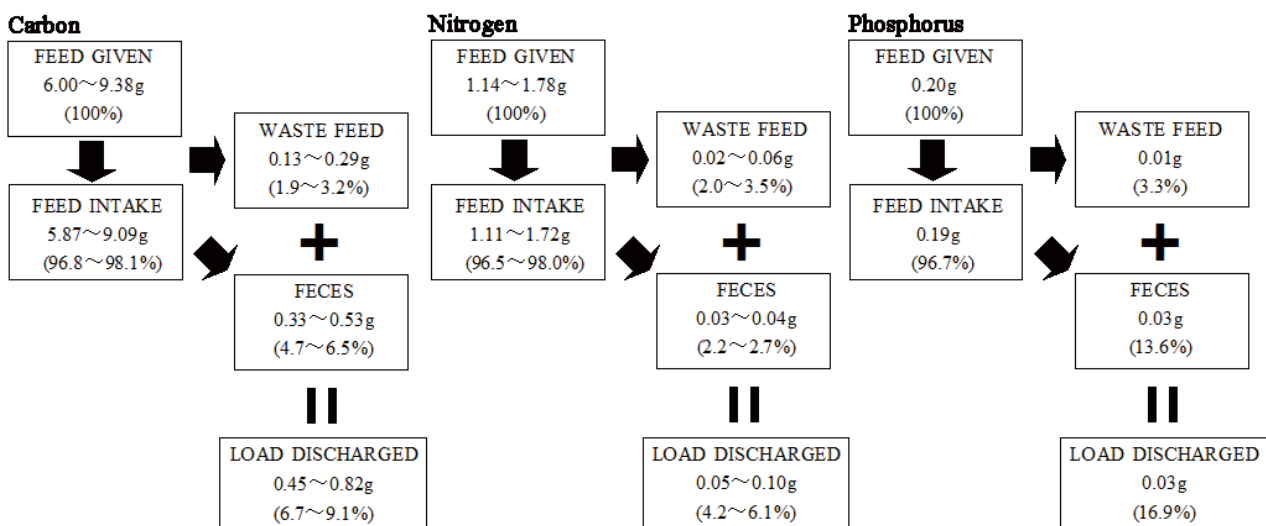 Carbon
FEED GIVEN
6.00～9.38g
(100%)
WASTE FEED
0.13～0.29g
(1.9～3.2%)
FEED INTAKE
5.87～9.09g
(96.8～98.1%)
+
FECES
0.33～0.53g
(4.7～6.5%)
=
LOAD DISCHARGED
0.45～0.82g
(6.7～9.1%)
Nitrogen
FEED GIVEN
1.14～1.78g
(100%)
WASTE FEED
0.02～0.06g
(2.0～3.5%)
FEED INTAKE
1.11～1.72g
(96.5～98.0%)
+
FECES
0.03～0.04g
(2.2～2.7%)
=
LOAD DISCHARGED
0.05～0.10g
(4.2～6.1%)
Phosphorus
FEED GIVEN
0.20g
(100%)
WASTE FEED
0.01g
(3.3%)
FEED INTAKE
0.19g
(96.7%)
+
FECES
0.03g
(13.6%)
=
LOAD DISCHARGED
0.03g
(16.9%)